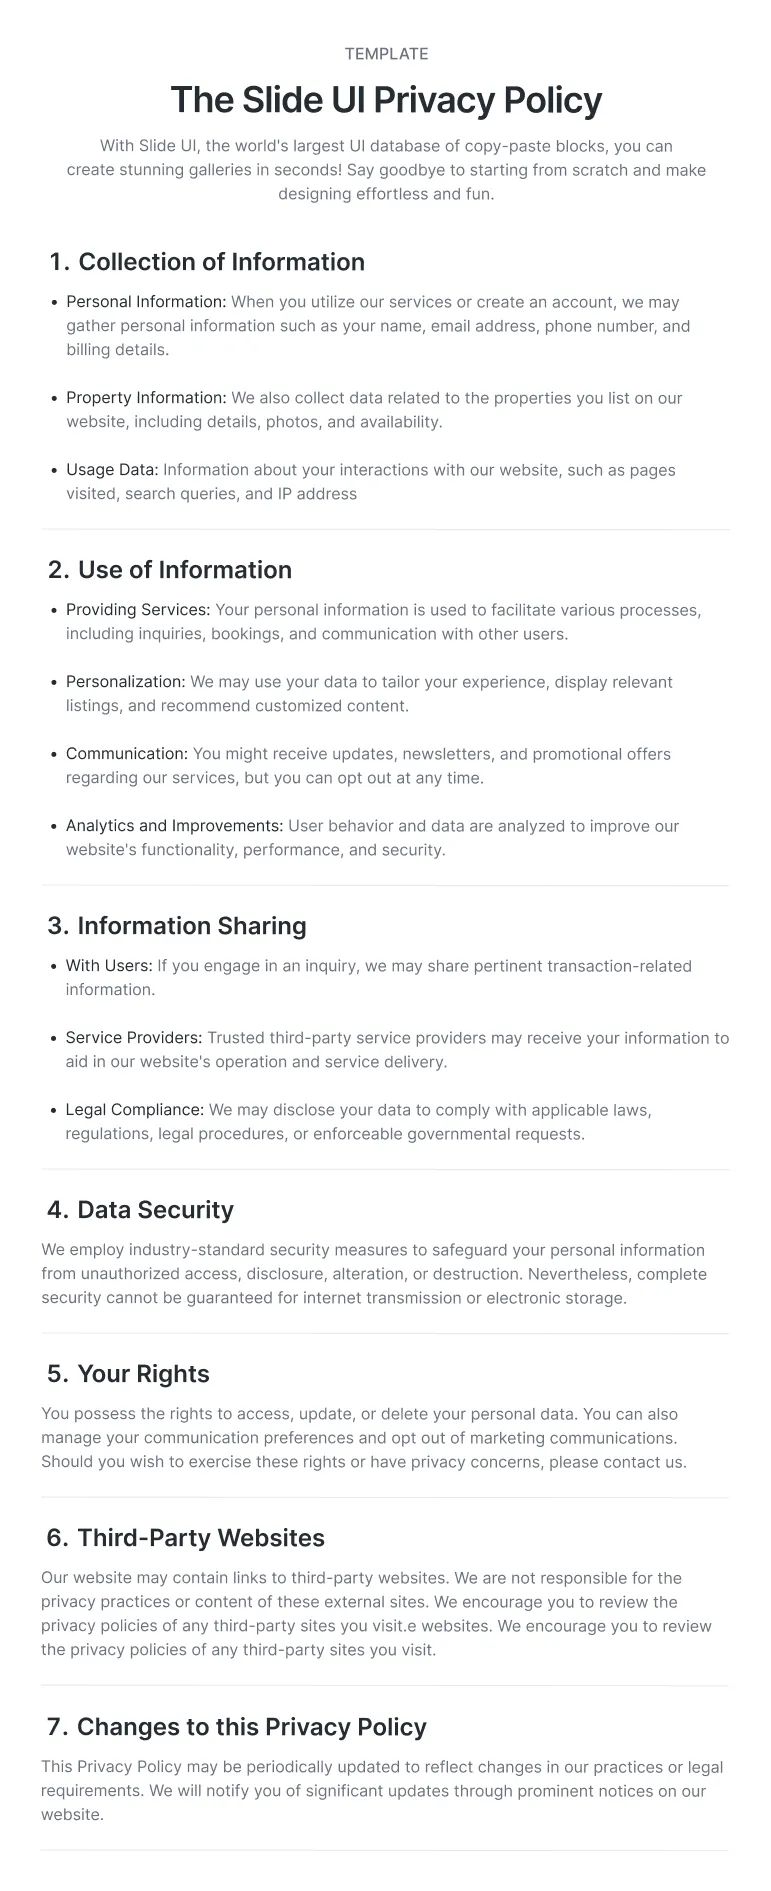 TEMPLATE
The Slide UI Privacy Policy
With Slide UI, the world's largest UI database of copy-paste blocks, you can
create stunning galleries in seconds! Say goodbye to starting from scratch and make
designing effortless and fun.
1. Collection of Information
• Personal Information: When you utilize our services or create an account, we may
gather personal information such as your name, email address, phone number, and
billing details.
• Property Information: We also collect data related to the properties you list on our
website, including details, photos, and availability.
• Usage Data: Information about your interactions with our website, such as pages
visited, search queries, and IP address
2. Use of Information
• Providing Services: Your personal information is used to facilitate various processes,
including inquiries, bookings, and communication with other users.
• Personalization: We may use your data to tailor your experience, display relevant
listings, and recommend customized content.
• Communication: You might receive updates, newsletters, and promotional offers
regarding our services, but you can opt out at any time.
• Analytics and Improvements: User behavior and data are analyzed to improve our
website's functionality, performance, and security.
3. Information Sharing
• With Users: If you engage in an inquiry, we may share pertinent transaction-related
information.
• Service Providers: Trusted third-party service providers may receive your information to
aid in our website's operation and service delivery.
• Legal Compliance: We may disclose your data to comply with applicable laws,
regulations, legal procedures, or enforceable governmental requests.
4. Data Security
We employ industry-standard security measures to safeguard your personal information
from unauthorized access, disclosure, alteration, or destruction. Nevertheless, complete
security cannot be guaranteed for internet transmission or electronic storage.
5. Your Rights
You possess the rights to access, update, or delete your personal data. You can also
manage your communication preferences and opt out of marketing communications.
Should you wish to exercise these rights or have privacy concerns, please contact us.
6. Third-Party Websites
Our website may contain links to third-party websites. We are not responsible for the
privacy practices or content of these external sites. We encourage you to review the
privacy policies of any third-party sites you visit.e websites. We encourage you to review
the privacy policies of any third-party sites you visit.
7. Changes to this Privacy Policy
This Privacy Policy may be periodically updated to reflect changes in our practices or legal
requirements. We will notify you of significant updates through prominent notices on our
website.